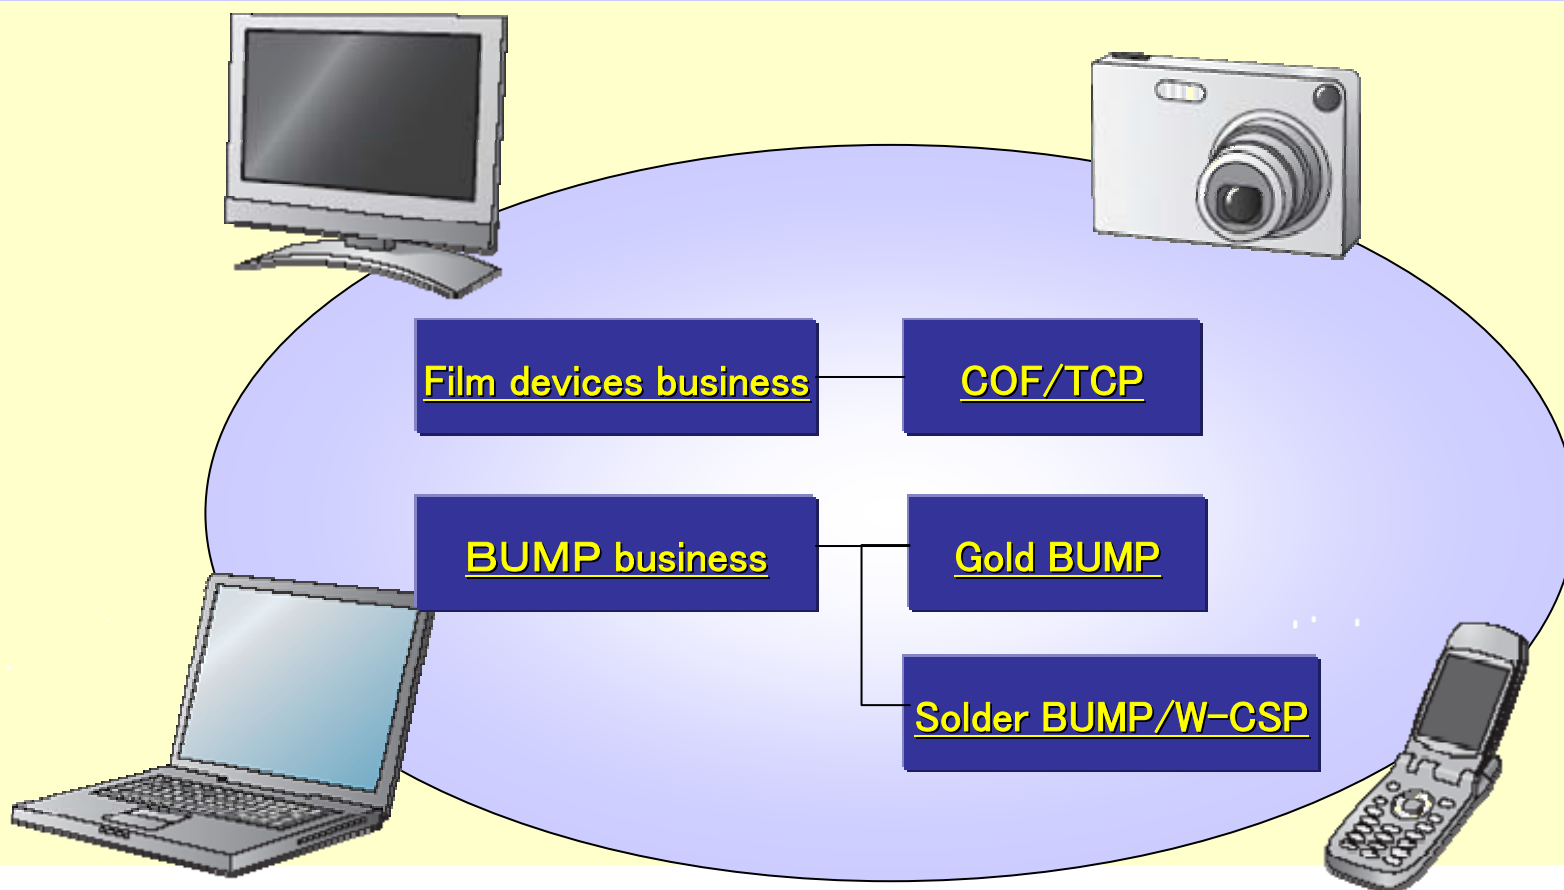 Film devices business
COF/TCP
BUMP business
Gold BUMP
Solder BUMP/W-CSP